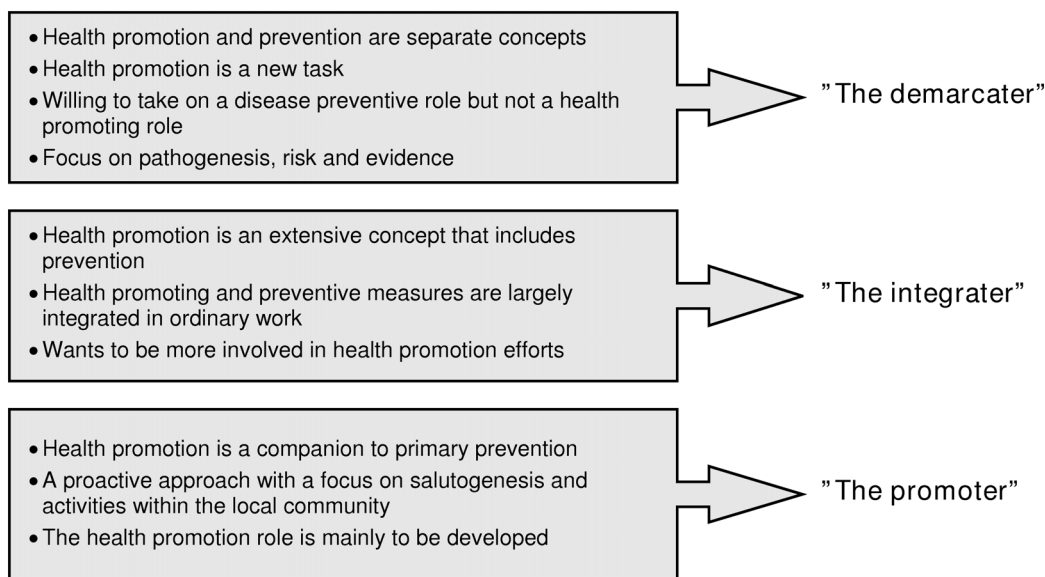 • Health promotion and prevention are separate concepts
• Health promotion is a new task
• Willing to take on a disease preventive role but not a health
promoting role
• Focus on pathogenesis, risk and evidence
” The demarcater”
• Health promotion is an extensive concept that includes
prevention
• Health promoting and preventive measures are largely
integrated in ordinary work
• Wants to be more involved in health promotion efforts
” The integrater”
• Health promotion is a companion to primary prevention
• A proactive approach with a focus on salutogenesis and
activities within the local community
• The health promotion role is mainly to be developed
” The promoter”